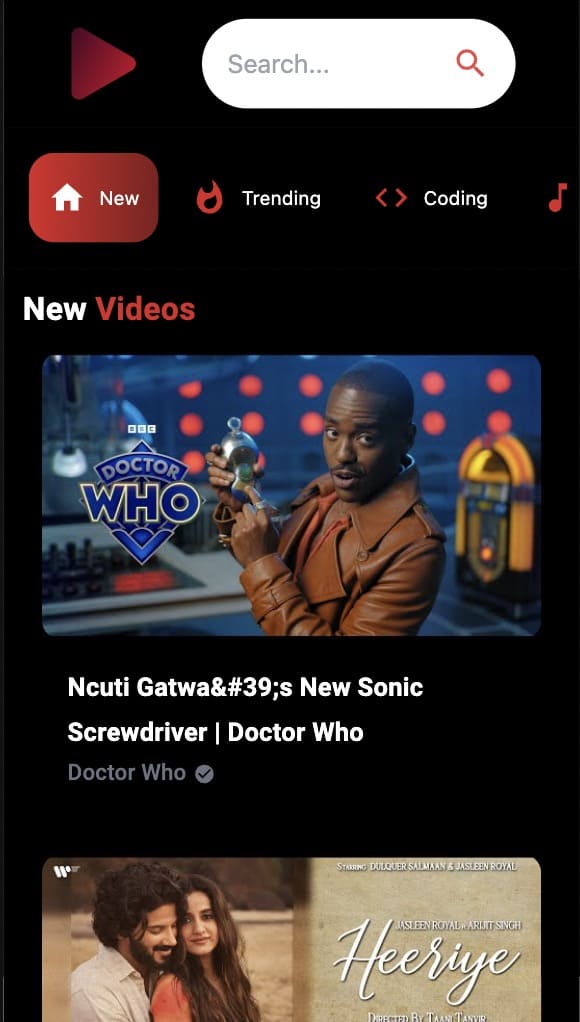 Search...
New
Trending
Coding
New Videos
BBC
DOCTOR
WHO
Ncuti Gatwa&#39;s New Sonic
Screwdriver | Doctor Who
Doctor Who
STARRING DULQUER SALMAAN & JASLEEN ROYAL
JASLEEN ROYAL FT. ARIJIT SINGH
Heeriye
DIRECTED BY TAANI TANVIR